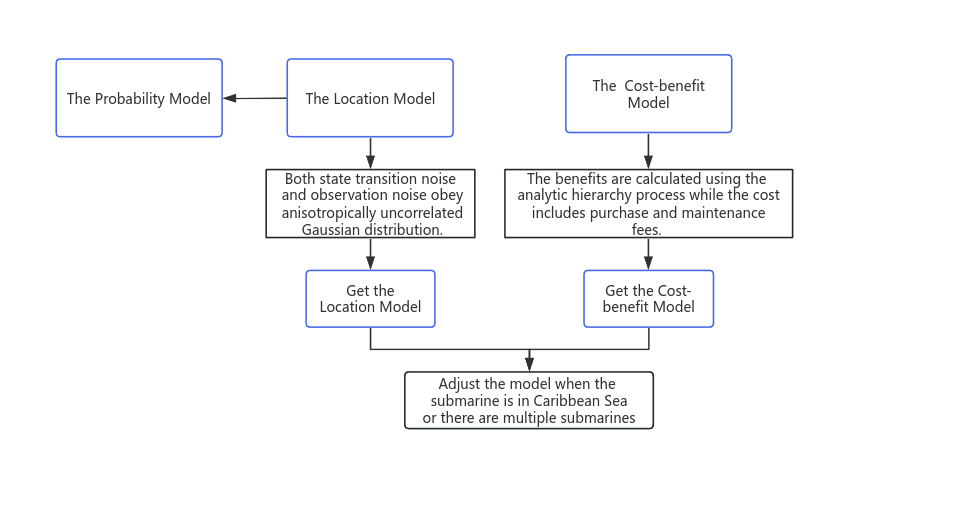 The Probability Model
The Location Model
The Cost-benefit
Model
Both state transition noise
and observation noise obey
anisotropically uncorrelated
Gaussian distribution.
The benefits are calculated using the
analytic hierarchy process while the cost
includes purchase and maintenance
fees.
Get the
Location Model
Get the Cost-
benefit Model
Adjust the model when the
submarine is in Caribbean Sea
or there are multiple submarines